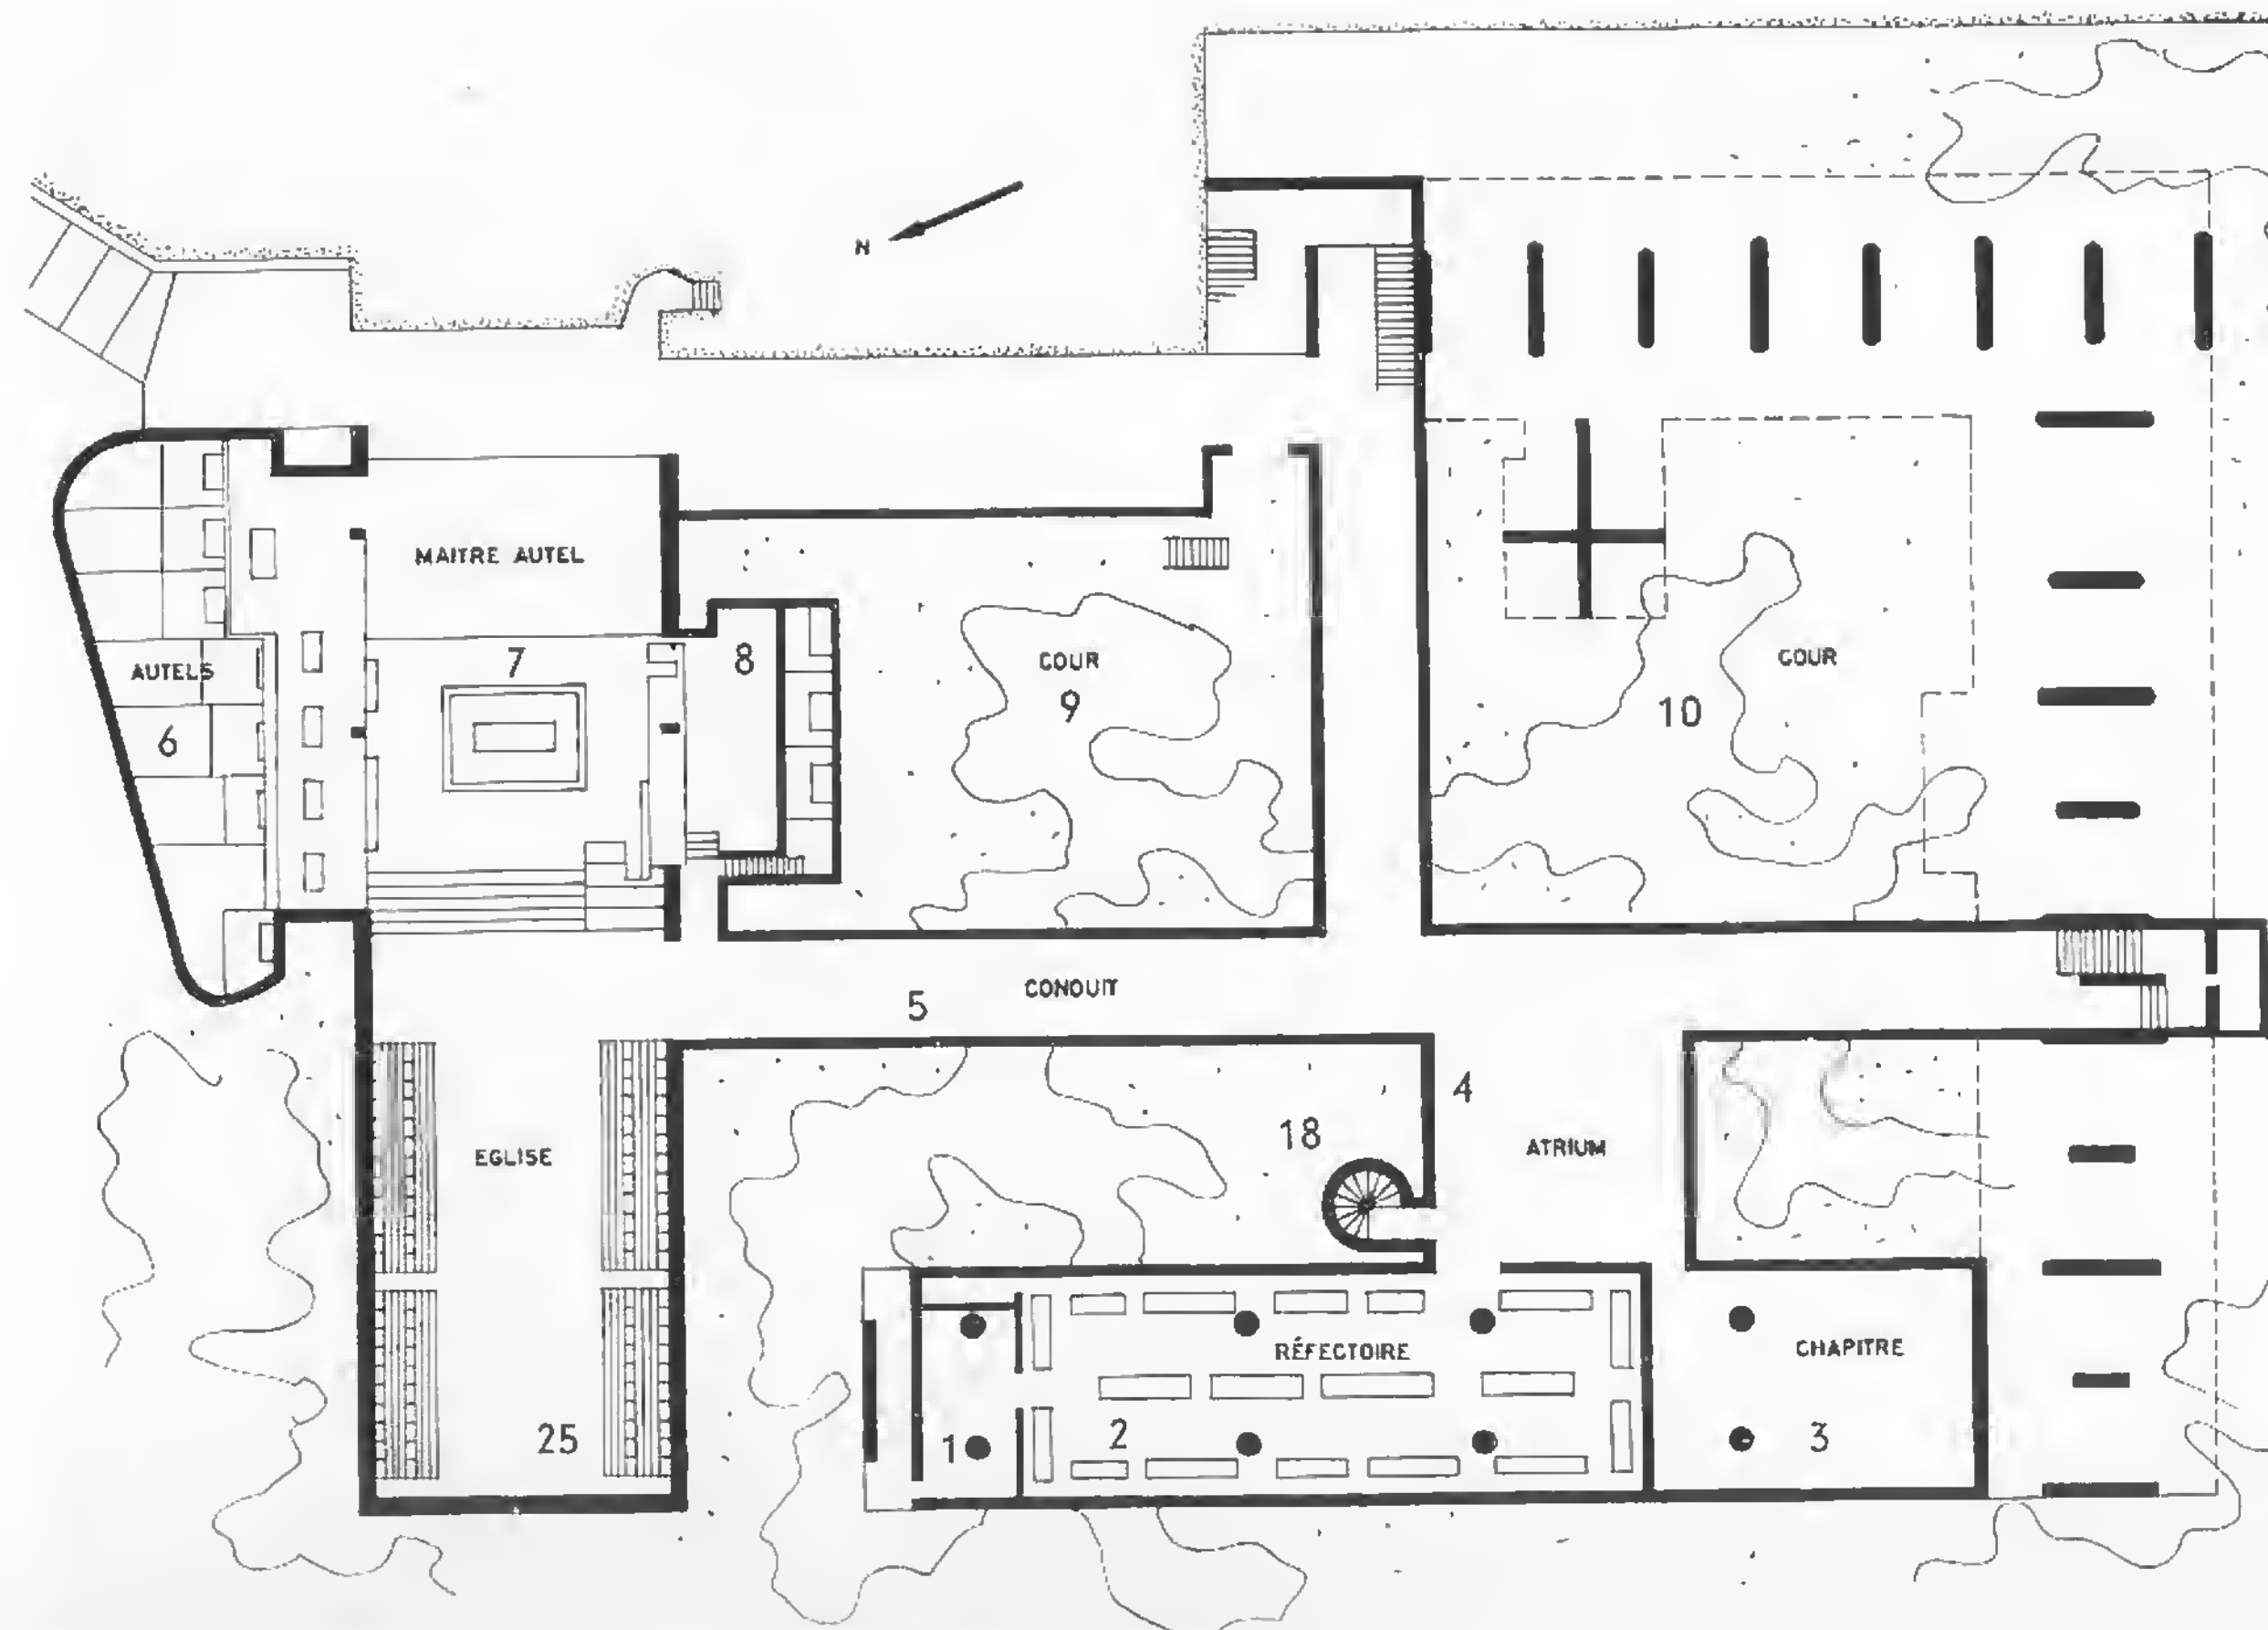 N
MAITRE AUTEL
7
8
COUR
9
COUR
10
AUTELS
6
5
CONDUIT
4
18
ATRIUM
EGLISE
RÉFECTOIRE
CHAPITRE
25
1
2
3